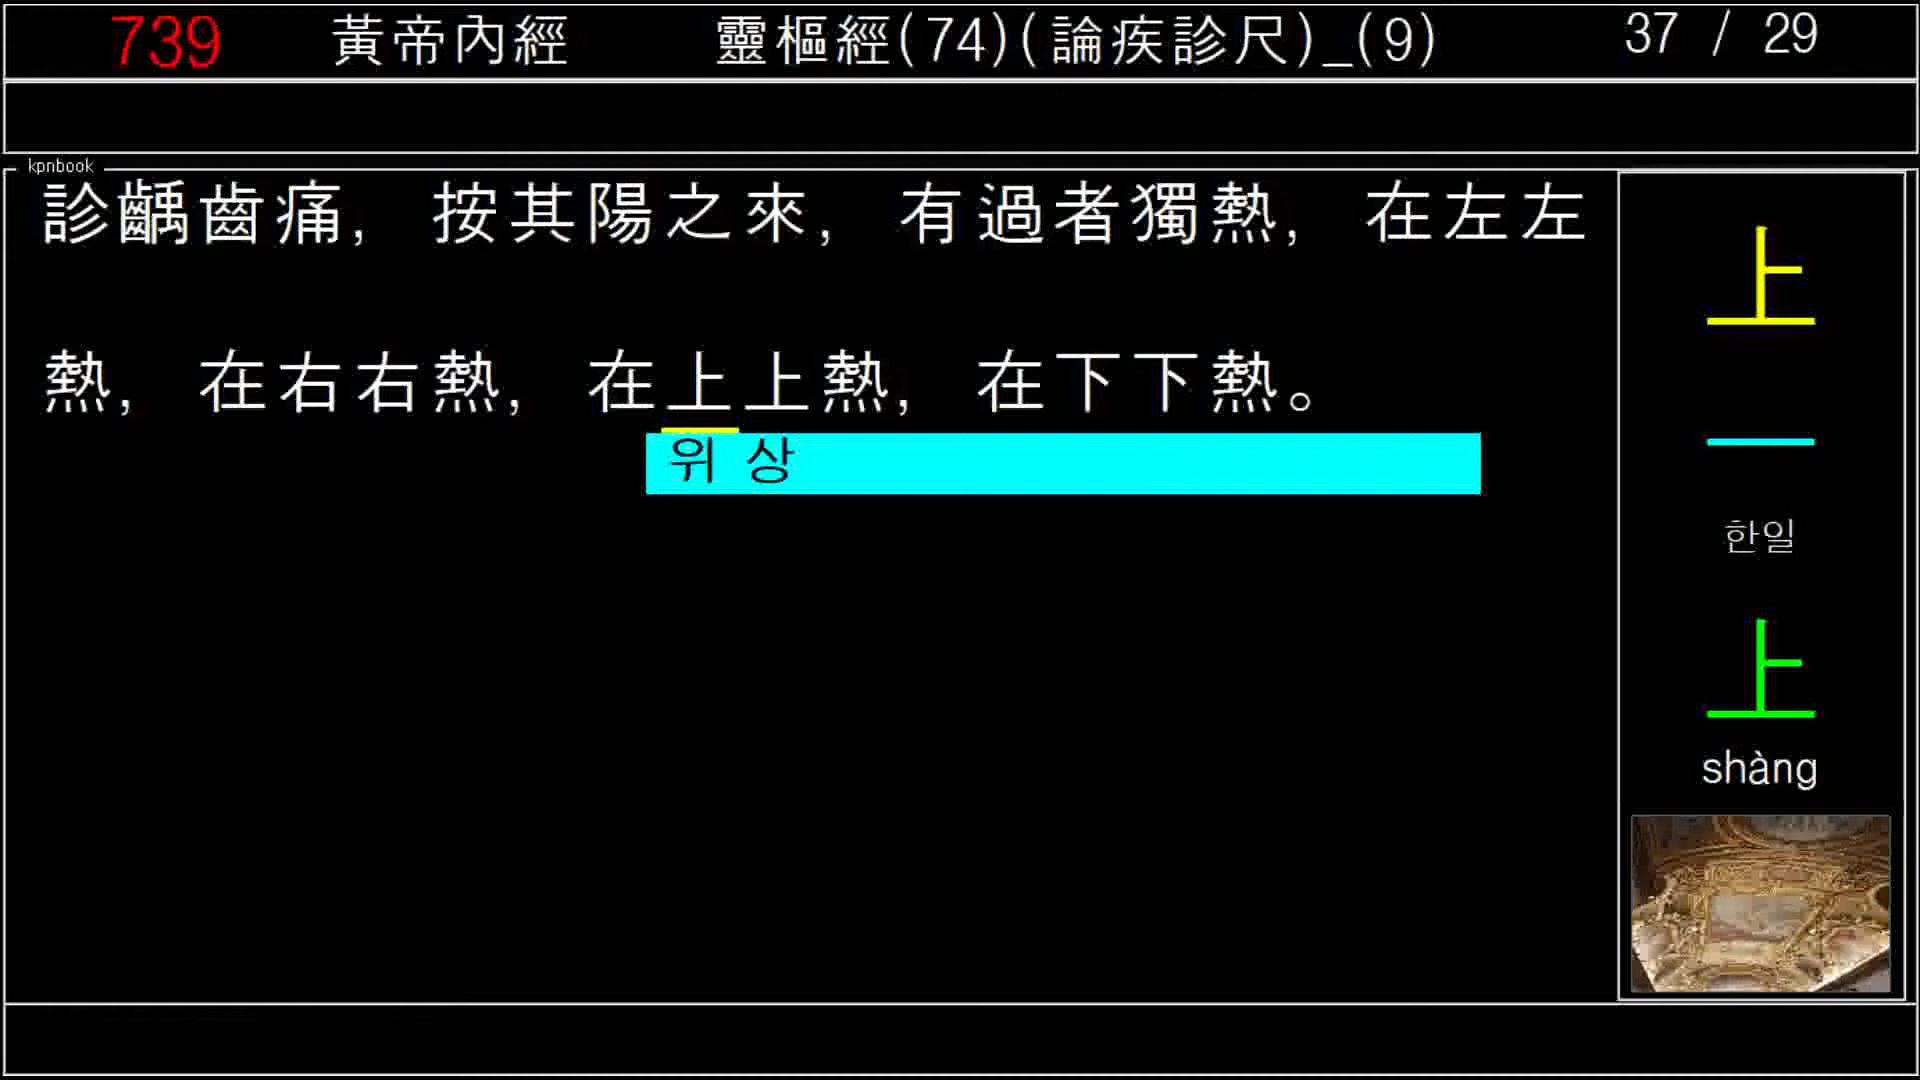 739 黃帝內經 靈樞經(74)(論疾診尺)_(9) 37 / 29
kpnbook
診齲齒痛, 按其陽之來, 有過者獨熱, 在左左
熱, 在右右熱, 在上上熱, 在下下熱。
위 상
上
一
한일
上
shàng